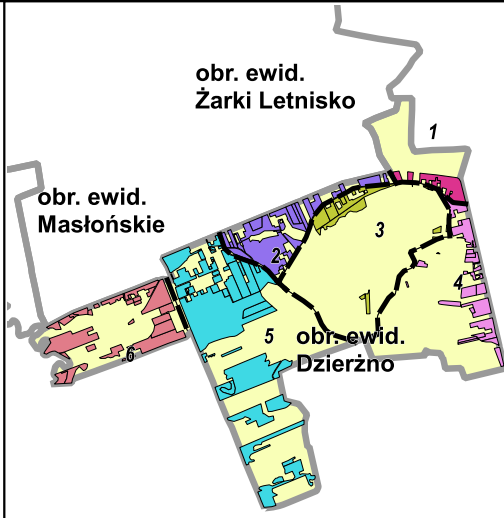 obr. ewid.
Żarki Letnisko
1
obr. ewid.
Masłońskie
3
2
4
5
obr. ewid.
Dzierżno
6